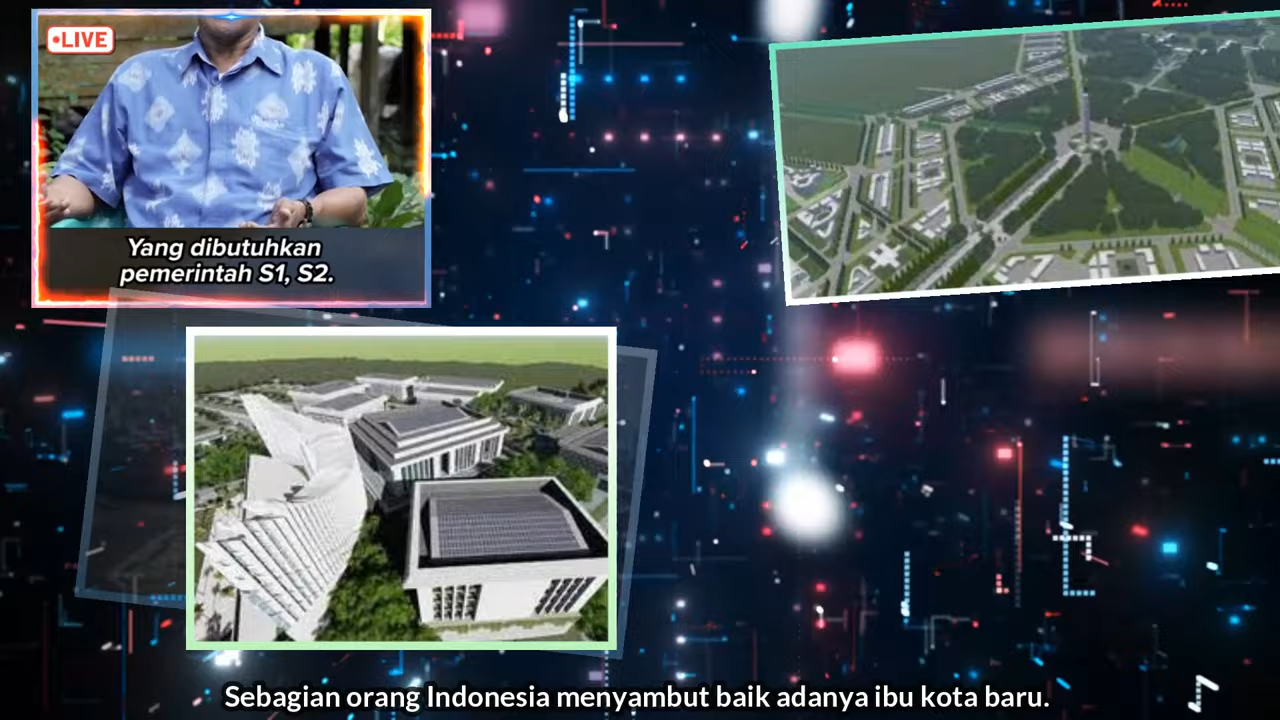 LIVE
Yang dibutuhkan
pemerintah S1, S2.
Sebagian orang Indonesia menyambut baik adanya ibu kota baru.